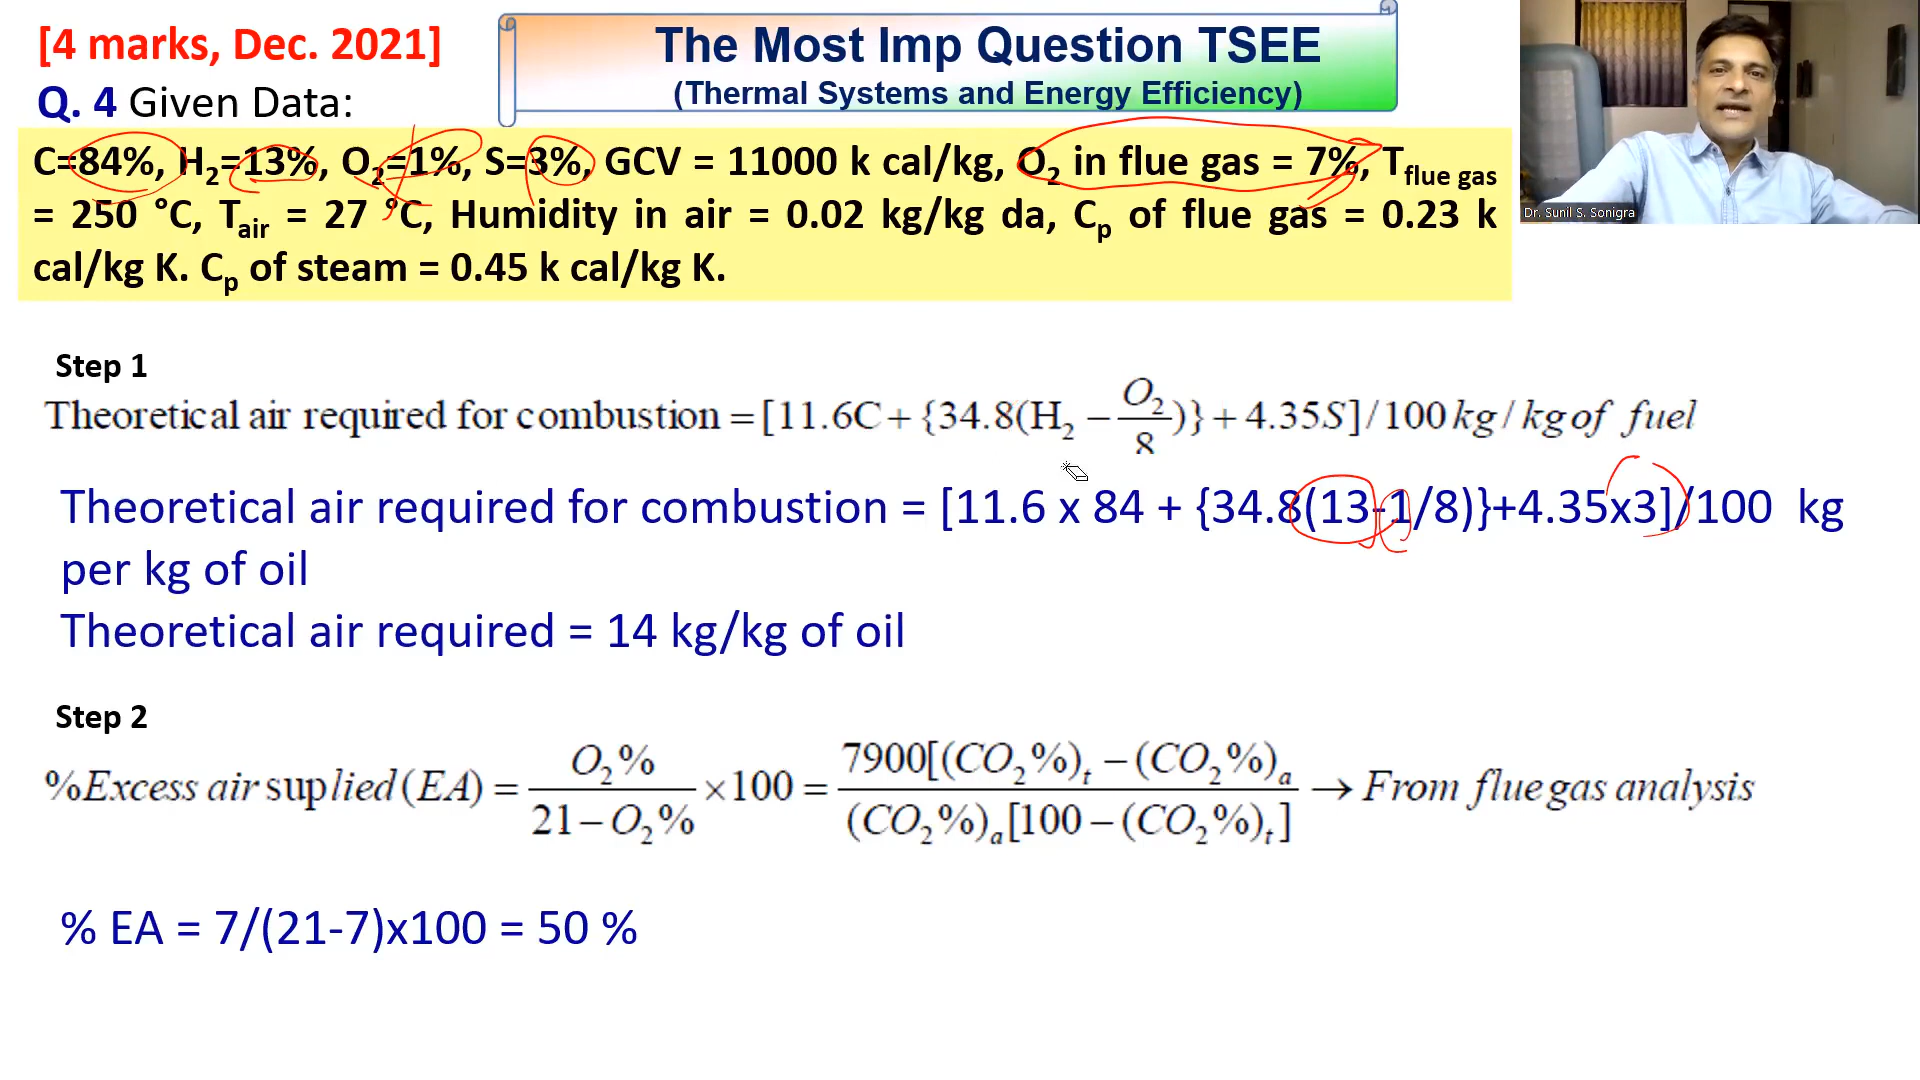 [4 marks, Dec. 2021]
The Most Imp Question TSEE
(Thermal Systems and Energy Efficiency)
Q. 4 Given Data:
C=84%, H₂=13%, O₂=1%, S=3%, GCV = 11000 k cal/kg, O₂ in flue gas = 7%, T flue gas
= 250 °C, T air = 27 °C, Humidity in air = 0.02 kg/kg da, Cp of flue gas = 0.23 k
cal/kg K. Cp of steam = 0.45 k cal/kg K.
Dr. Sunil S. Sonigra
Step 1
Theoretical air required for combustion = [11.6C + {34.8(H₂ − O₂/8)} + 4.35S]/100 kg / kg of fuel
Theoretical air required for combustion = [11.6 x 84 + {34.8(13-1/8)}+4.35x3]/100 kg
per kg of oil
Theoretical air required = 14 kg/kg of oil
Step 2
%Excess air suplied (EA) = O₂% / 21 − O₂% ×100 = 7900[(CO₂%)t − (CO₂%)a / (CO₂%)a [100 − (CO₂%)t] → From flue gas analysis
% EA = 7/(21-7)x100 = 50 %